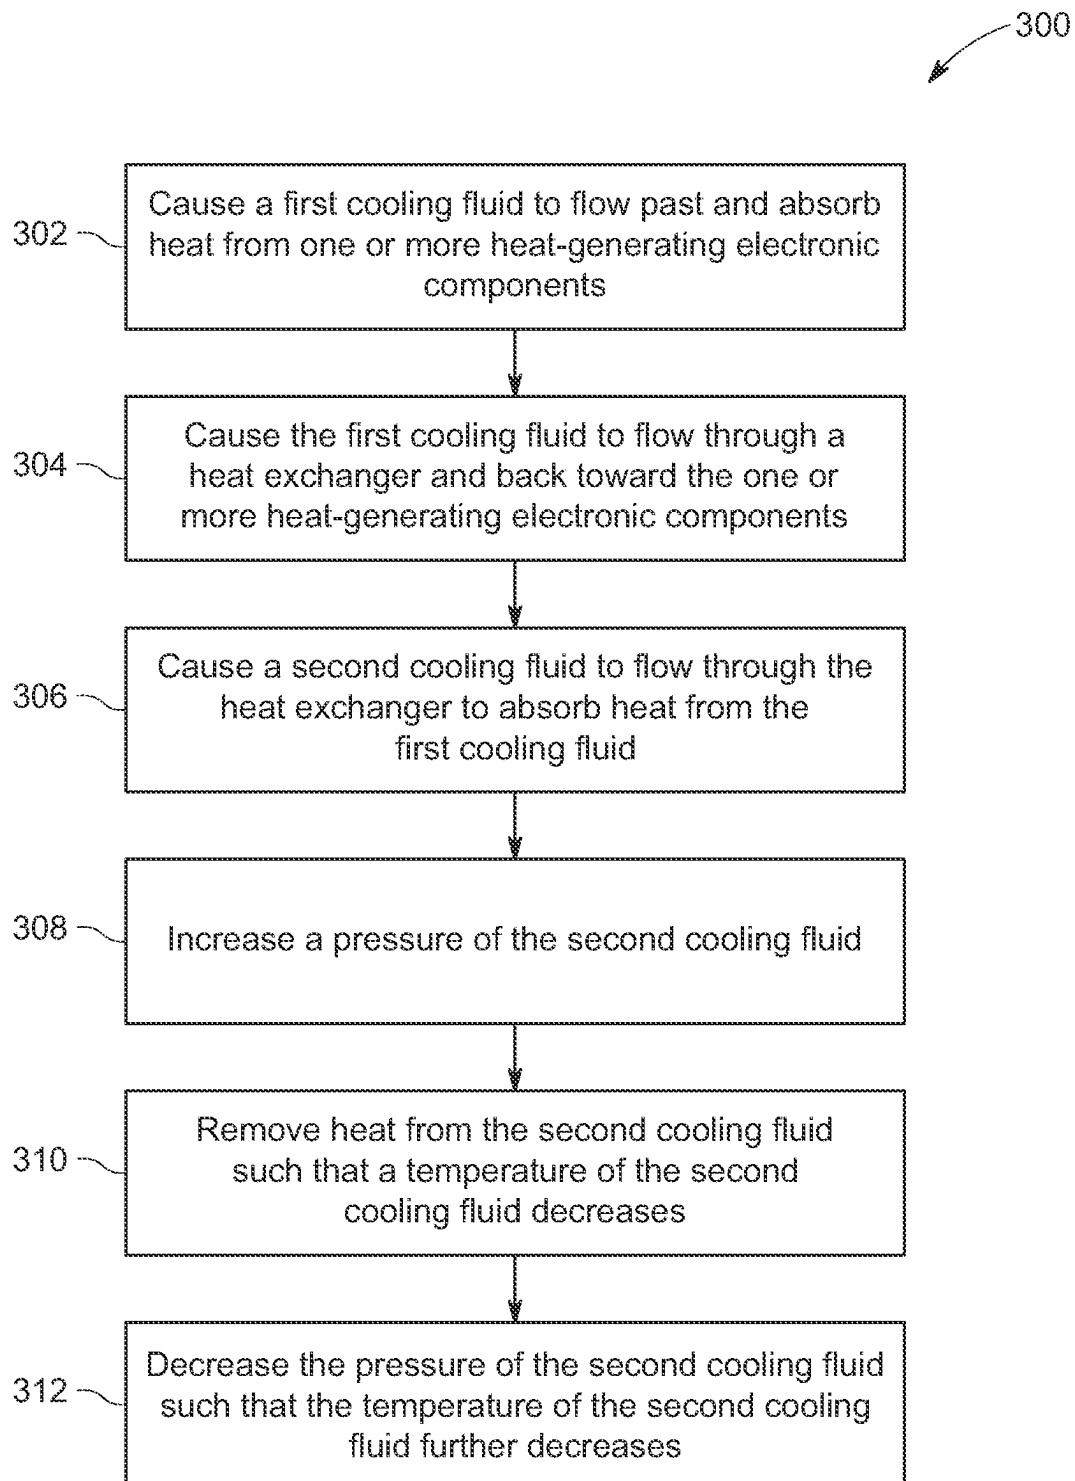 300
302
Cause a first cooling fluid to flow past and absorb
heat from one or more heat-generating electronic
components
304
Cause the first cooling fluid to flow through a
heat exchanger and back toward the one or
more heat-generating electronic components
306
Cause a second cooling fluid to flow through the
heat exchanger to absorb heat from the
first cooling fluid
308
Increase a pressure of the second cooling fluid
310
Remove heat from the second cooling fluid
such that a temperature of the second
cooling fluid decreases
312
Decrease the pressure of the second cooling fluid
such that the temperature of the second cooling
fluid further decreases